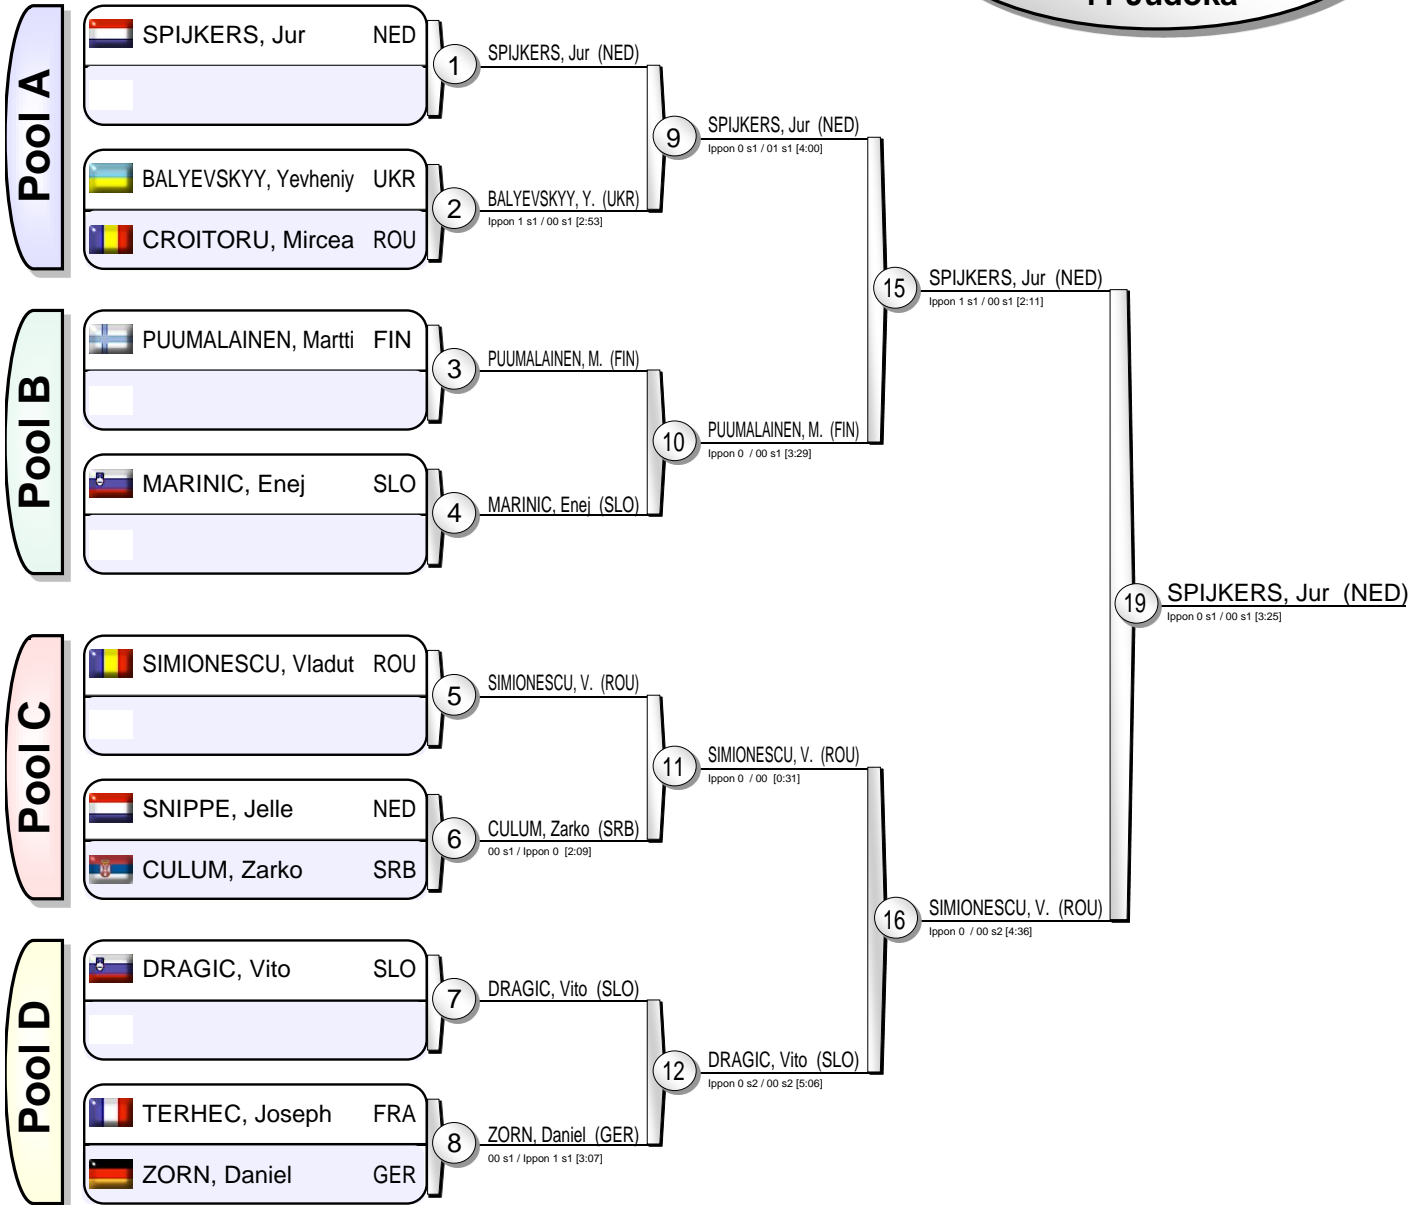 11 Judoka
Pool A
SPIJKERS, Jur NED
BALYEVSKYY, Yevheniy UKR
CROITORU, Mircea ROU
Pool B
PUUMALAINEN, Martti FIN
MARINIC, Enej SLO
Pool C
SIMIONESCU, Vladut ROU
SNIPPE, Jelle NED
CULUM, Zarko SRB
Pool D
DRAGIC, Vito SLO
TERHEC, Joseph FRA
ZORN, Daniel GER
1
SPIJKERS, Jur (NED)
2
BALYEVSKYY, Y. (UKR)
Ippon 1 s1 / 00 s1 [2:53]
3
PUUMALAINEN, M. (FIN)
4
MARINIC, Enej (SLO)
5
SIMIONESCU, V. (ROU)
6
CULUM, Zarko (SRB)
00 s1 / Ippon 0 [2:09]
7
DRAGIC, Vito (SLO)
8
ZORN, Daniel (GER)
00 s1 / Ippon 1 s1 [3:07]
9
SPIJKERS, Jur (NED)
Ippon 0 s1 / 01 s1 [4:00]
10
PUUMALAINEN, M. (FIN)
Ippon 0 / 00 s1 [3:29]
11
SIMIONESCU, V. (ROU)
Ippon 0 / 00 [0:31]
12
DRAGIC, Vito (SLO)
Ippon 0 s2 / 00 s2 [5:06]
15
SPIJKERS, Jur (NED)
Ippon 1 s1 / 00 s1 [2:11]
16
SIMIONESCU, V. (ROU)
Ippon 0 / 00 s2 [4:36]
19
SPIJKERS, Jur (NED)
Ippon 0 s1 / 00 s1 [3:25]